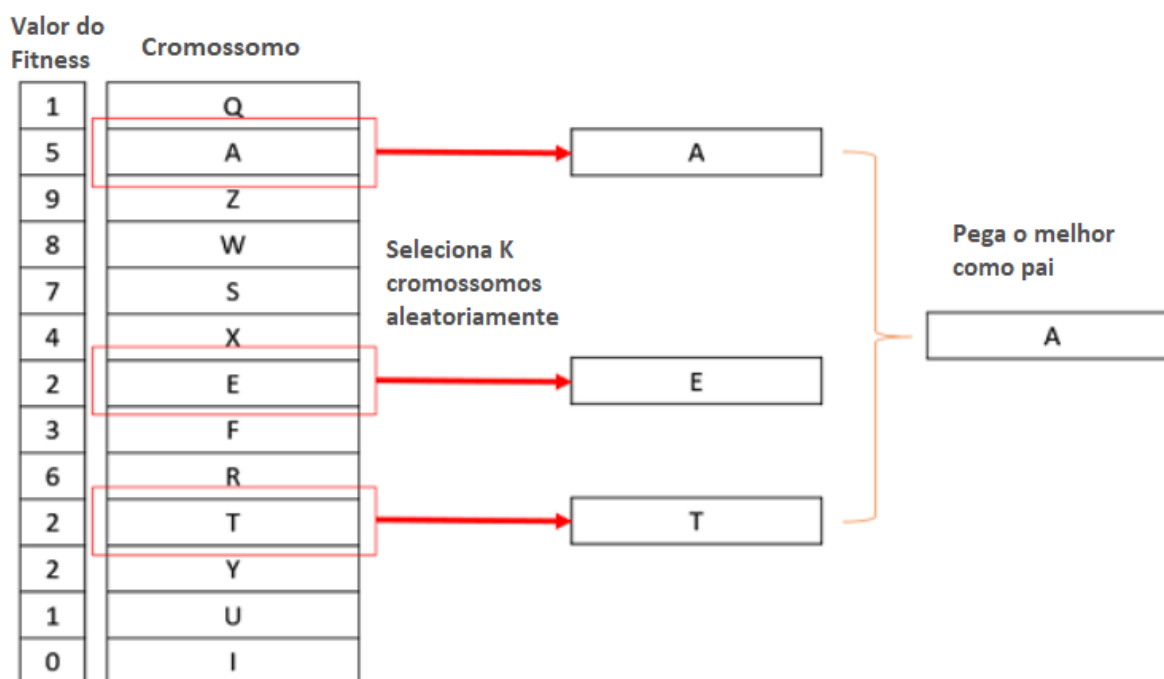 Valor do
Fitness
Cromossomo
1 Q
5 A
9 Z
8 W
7 S
4 X
2 E
3 F
6 R
2 T
2 Y
1 U
0 I
Seleciona K
cromossomos
aleatoriamente
A
E
T
Pega o melhor
como pai
A